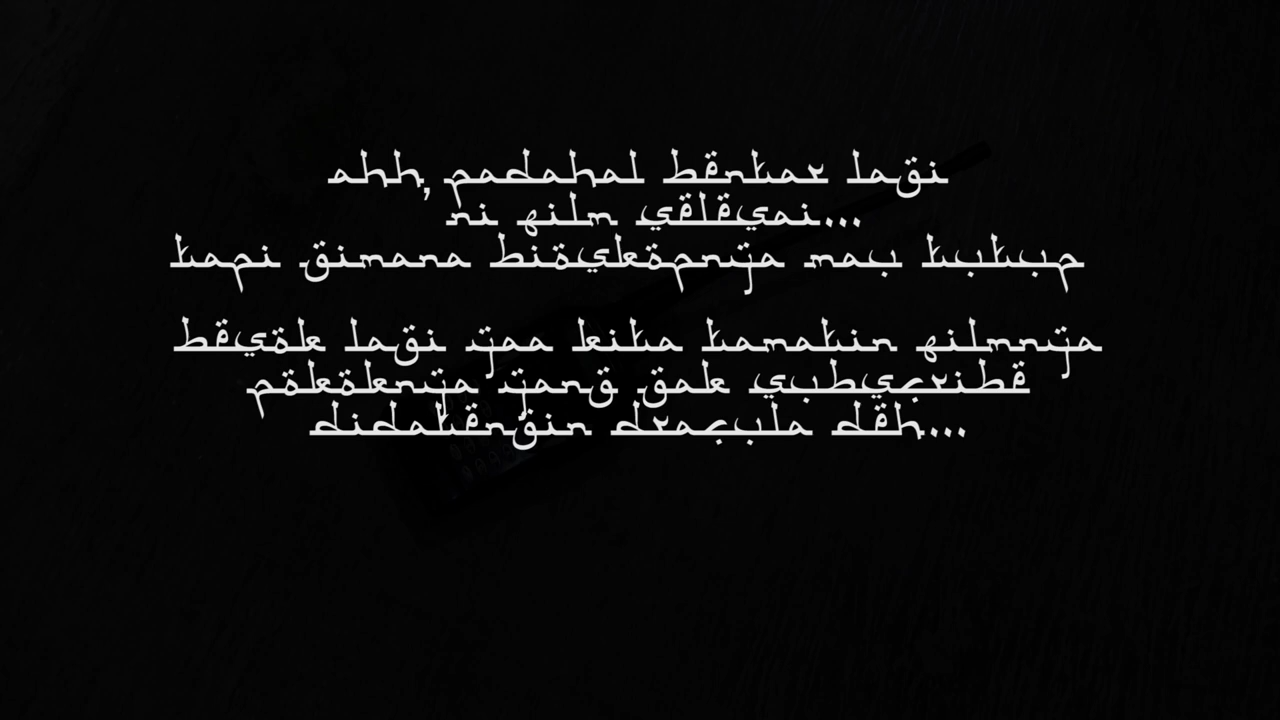 ahh, padahal bentar lagi
ni film selesai...
tapi gimana bioskopnya mau tutup
besok lagi yaa kita tamatin filmnya
pokoknya yang gak subscribe
didatengin dracula deh...